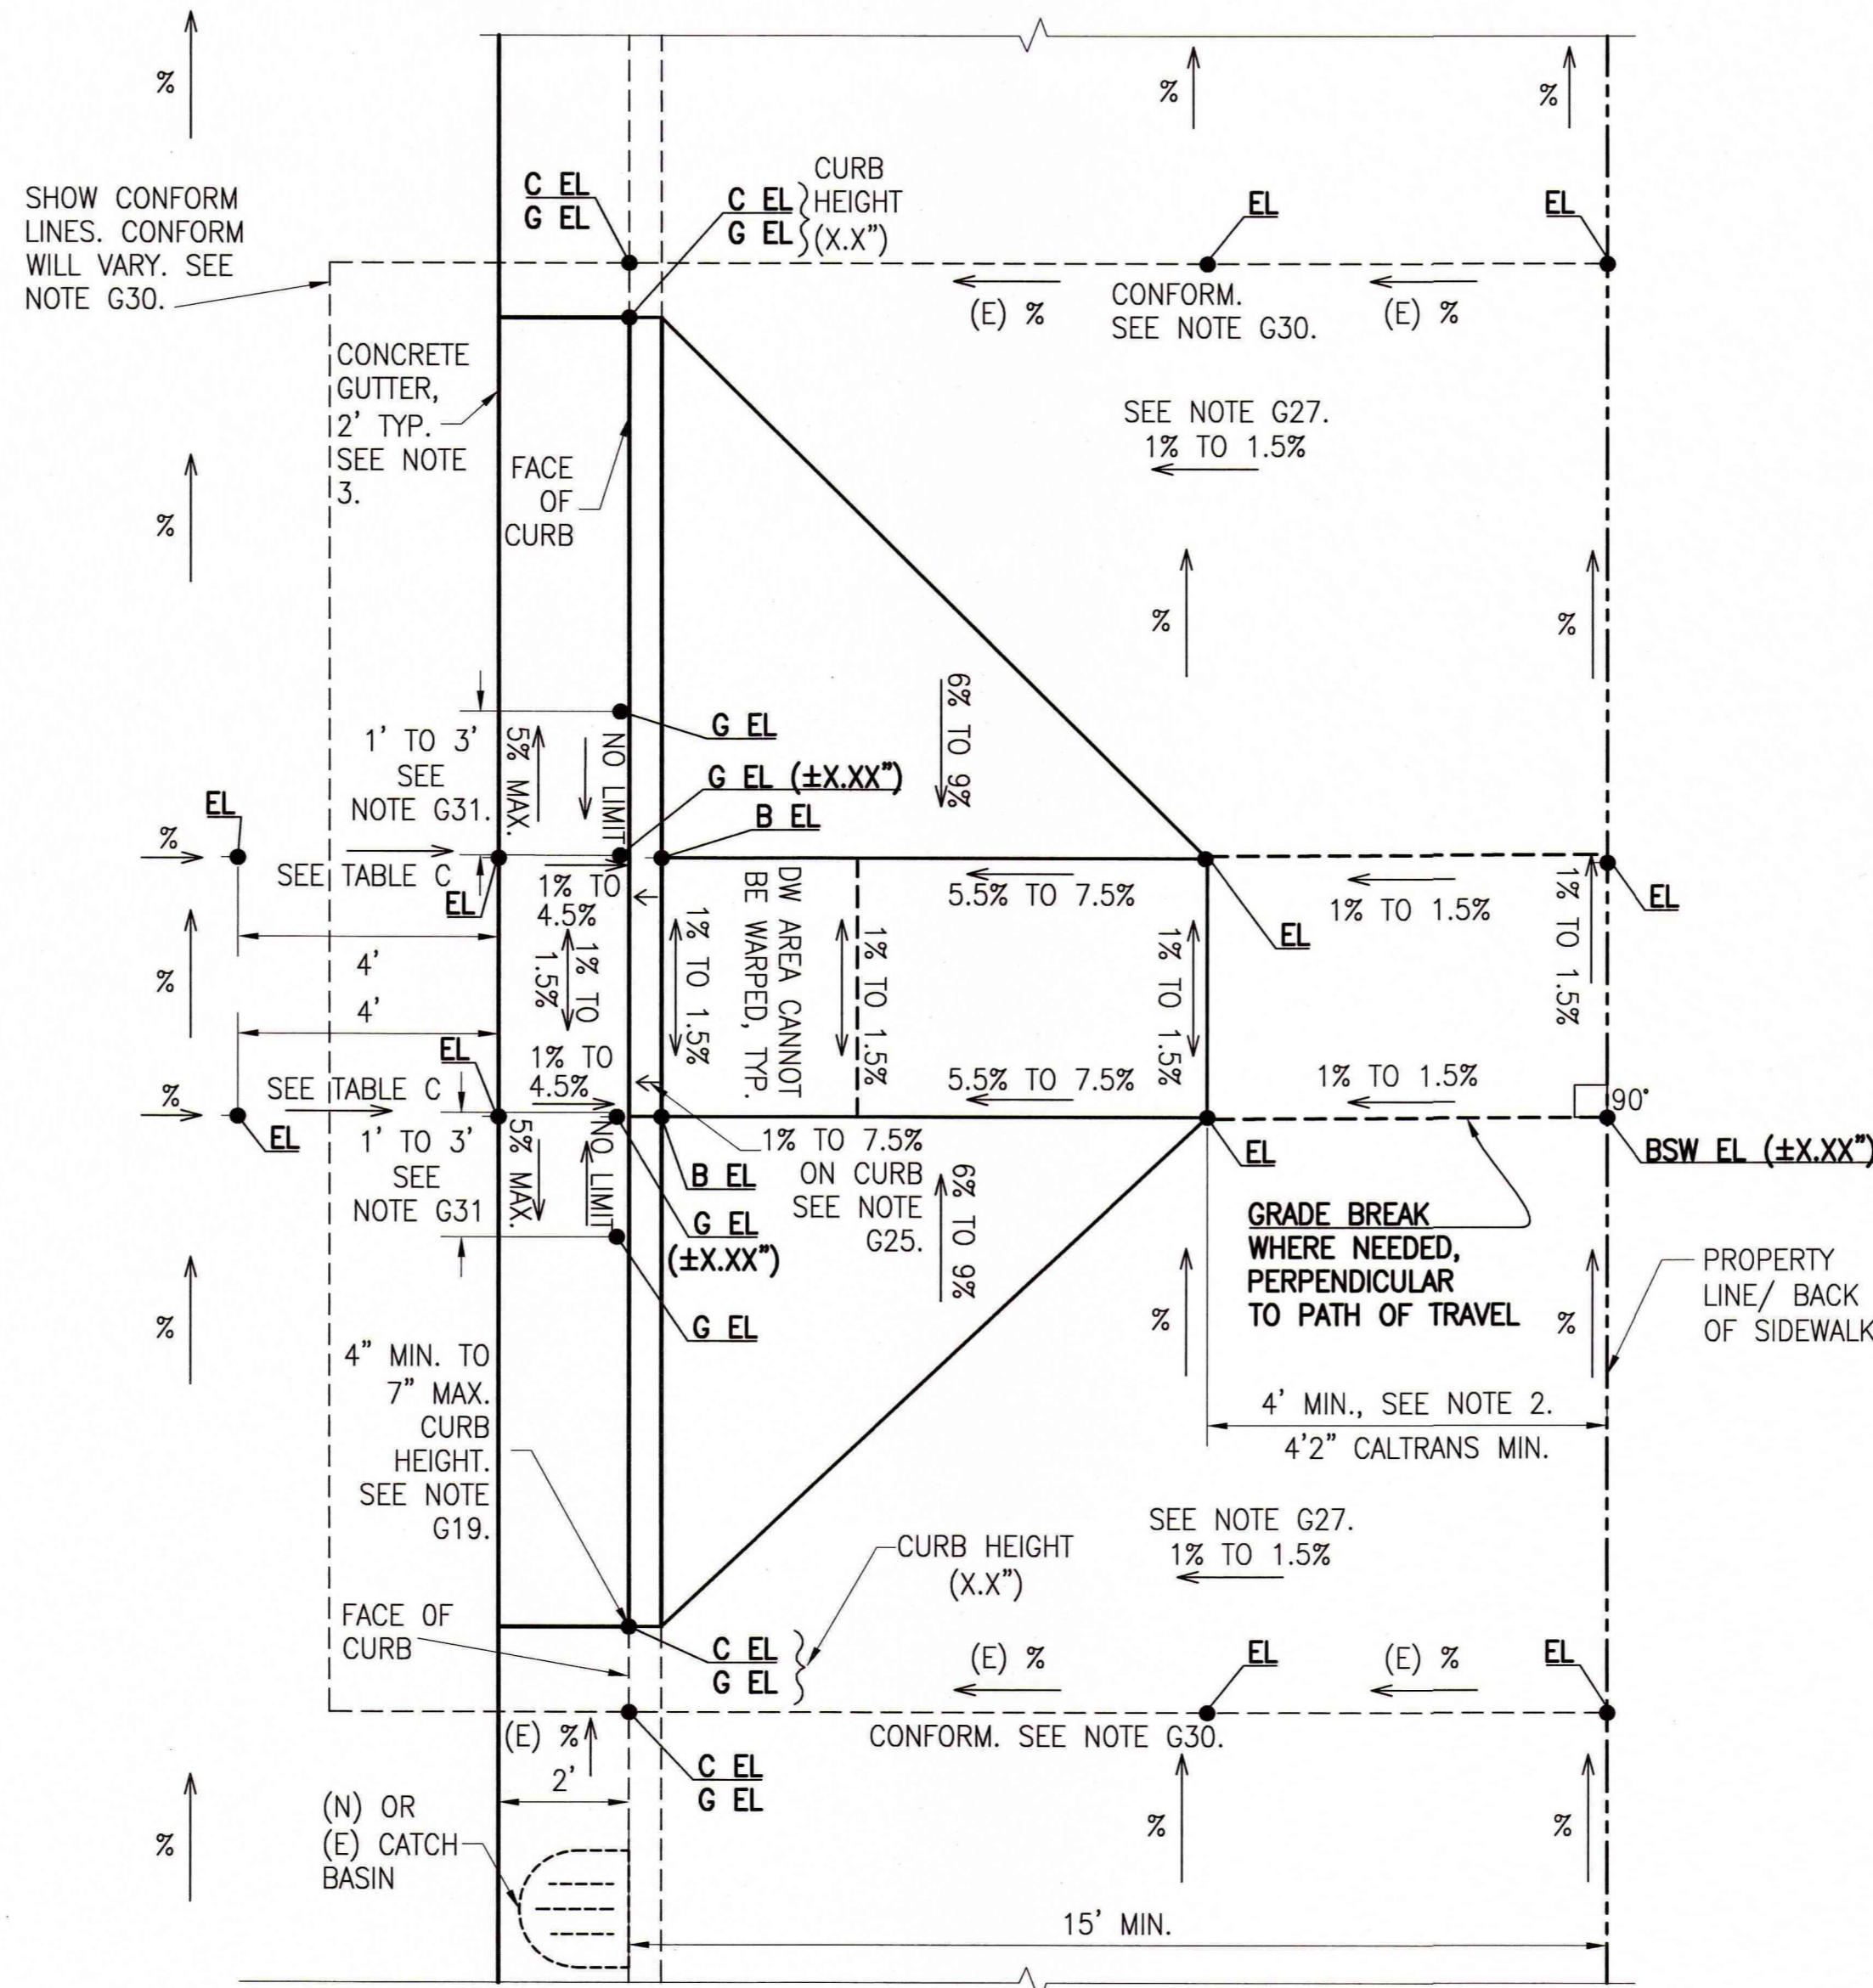 %
%
%
SHOW CONFORM
LINES. CONFORM
WILL VARY. SEE
NOTE G30.
C EL
G EL
C EL
G EL
CURB
HEIGHT
(X.X")
EL
EL
(E) %
CONFORM.
SEE NOTE G30.
(E) %
CONCRETE
GUTTER,
2' TYP.
SEE NOTE
3.
FACE
OF
CURB
SEE NOTE G27.
1% TO 1.5%
%
%
%
6% TO 9%
1' TO 3'
SEE
NOTE G31.
5% MAX.
NO LIMIT
G EL
G EL (±X.XX")
B EL
EL
%
SEE TABLE C
EL
1% TO
4.5%
1% TO
1.5%
1% TO 1.5%
DW AREA CANNOT
BE WARPED, TYP.
1% TO 1.5%
5.5% TO 7.5%
1% TO 1.5%
EL
1% TO 1.5%
1% TO 1.5%
EL
4'
%
4'
EL
1% TO
4.5%
5.5% TO 7.5%
1% TO 1.5%
90°
%
SEE TABLE C
EL
1' TO 3'
SEE
NOTE G31
5% MAX.
NO LIMIT
B EL
G EL
(±X.XX")
G EL
1% TO 7.5%
ON CURB
SEE NOTE
G25.
6% TO 9%
EL
BSW EL (±X.XX")
GRADE BREAK
WHERE NEEDED,
PERPENDICULAR
TO PATH OF TRAVEL
PROPERTY
LINE/ BACK
OF SIDEWALK
%
%
%
4" MIN. TO
7" MAX.
CURB
HEIGHT.
SEE NOTE
G19.
4' MIN., SEE NOTE 2.
4'2" CALTRANS MIN.
SEE NOTE G27.
1% TO 1.5%
CURB HEIGHT
(X.X")
FACE OF
CURB
C EL
G EL
(E) %
EL
(E) %
EL
(E) %
2'
CONFORM. SEE NOTE G30.
C EL
G EL
(N) OR
(E) CATCH
BASIN
%
%
%
15' MIN.